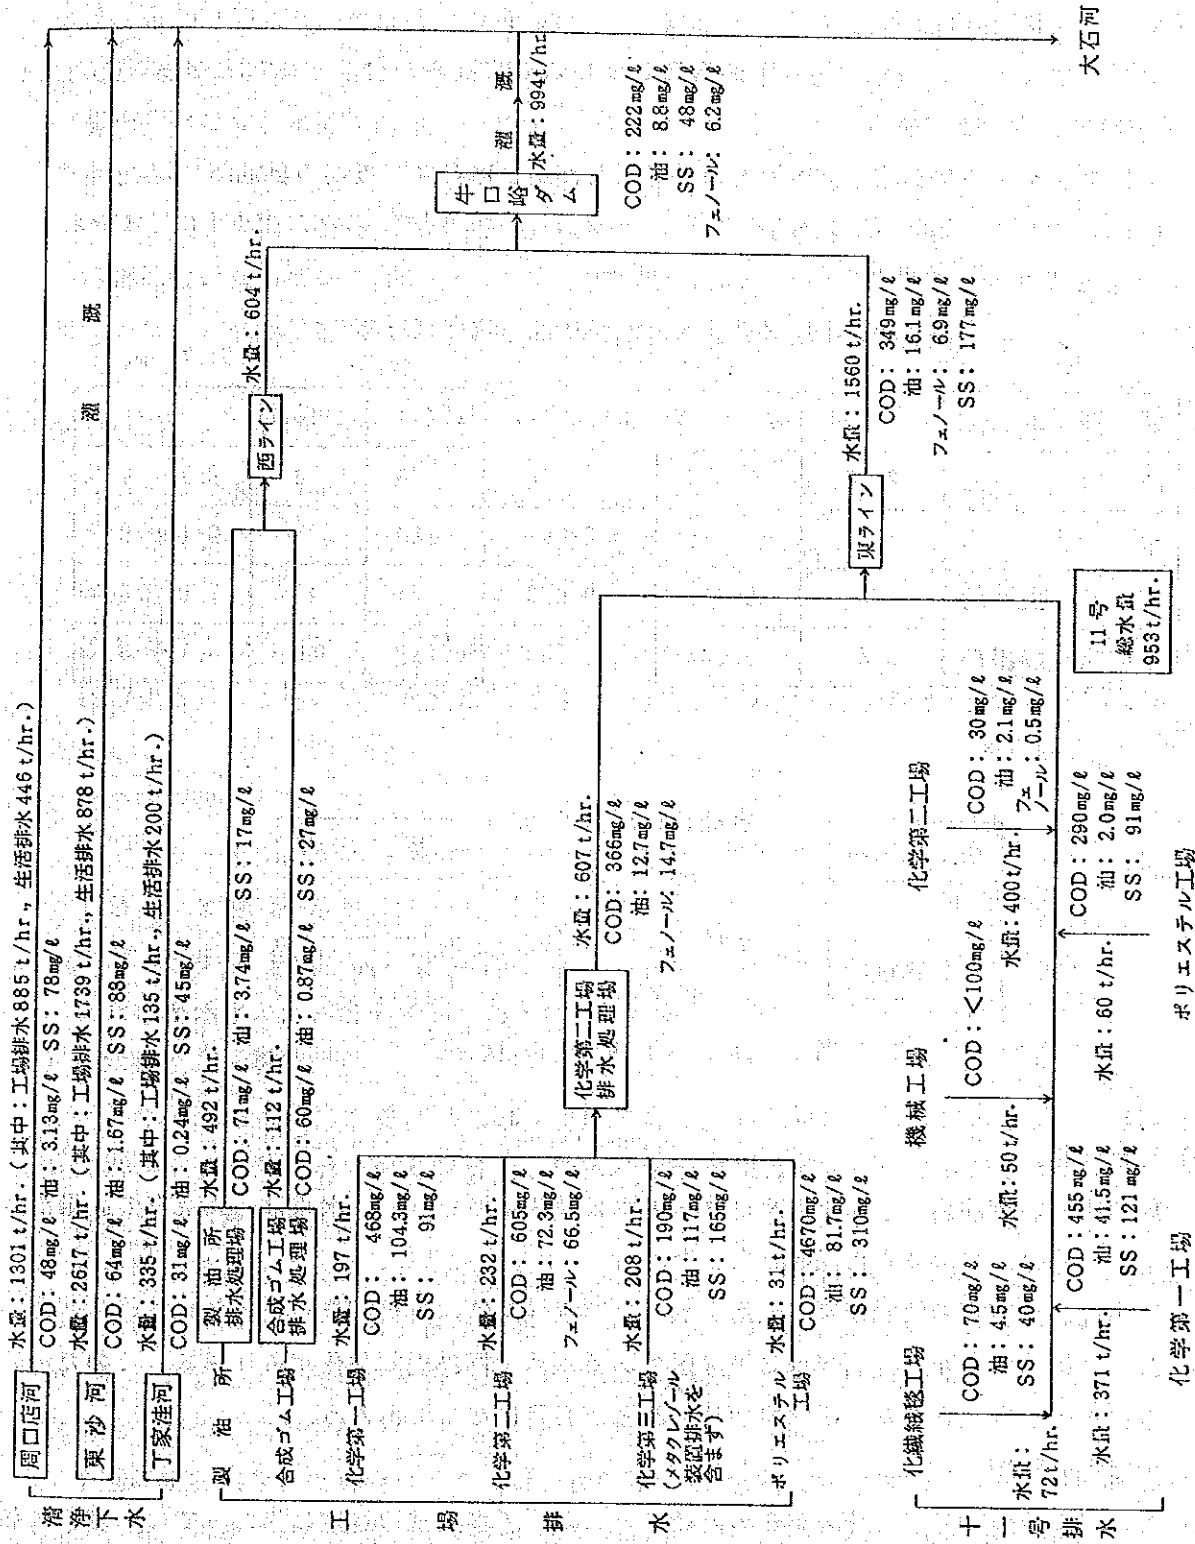 清浄下水
周口店河
水量：1301 t/hr.（其中：工場排水 885 t/hr., 生活排水 446 t/hr.）
COD：48mg/ℓ 油：3.13mg/ℓ SS：78mg/ℓ
東沙河
水量：2617 t/hr.（其中：工場排水 1739 t/hr., 生活排水 878 t/hr.）
COD：64mg/ℓ 油：1.67mg/ℓ SS：88mg/ℓ
丁家洼河
水量：335 t/hr.（其中：工場排水 135 t/hr., 生活排水 200 t/hr.）
COD：31mg/ℓ 油：0.24mg/ℓ SS：45mg/ℓ
灌漑
工場排水
製油所
製油所
排水処理場
水量：492 t/hr.
COD：71mg/ℓ 油：3.74mg/ℓ SS：17mg/ℓ
合成ゴム工場
合成ゴム工場
排水処理場
水量：112 t/hr.
COD：60mg/ℓ 油：0.87mg/ℓ SS：27mg/ℓ
西ライン
水量：604 t/hr.
化学第一工場
水量：197 t/hr.
COD：468mg/ℓ
油：104.3mg/ℓ
SS：91mg/ℓ
化学第二工場
水量：232 t/hr.
COD：605mg/ℓ
油：72.3mg/ℓ
フェノール：66.5mg/ℓ
化学第三工場
（メタクレゾール
装置排水を
含まず）
水量：208 t/hr.
COD：190mg/ℓ
油：117mg/ℓ
SS：165mg/ℓ
ポリエステル
工場
水量：31 t/hr.
COD：4670mg/ℓ
油：81.7mg/ℓ
SS：310mg/ℓ
化学第二工場
排水処理場
水量：607 t/hr.
COD：366mg/ℓ
油：12.7mg/ℓ
フェノール：14.7mg/ℓ
東ライン
水量：1560 t/hr.
COD：349mg/ℓ
油：16.1mg/ℓ
フェノール：6.9mg/ℓ
SS：177mg/ℓ
牛口峪ダム
灌漑
水量：994t/hr.
COD：222mg/ℓ
油：8.8mg/ℓ
SS：48mg/ℓ
フェノール：6.2mg/ℓ
大石河
十一号排水
化繊絨毯工場
水量：
72t/hr.
COD：70mg/ℓ
油：4.5mg/ℓ
SS：40mg/ℓ
機械工場
水量：50 t/hr.
COD：<100mg/ℓ
化学第二工場
水量：400t/hr.
COD：30mg/ℓ
油：2.1mg/ℓ
フェ
ノール：0.5mg/ℓ
化学第一工場
水量：371 t/hr.
COD：455mg/ℓ
油：41.5mg/ℓ
SS：121mg/ℓ
ポリエステル工場
水量：60 t/hr.
COD：290mg/ℓ
油：2.0mg/ℓ
SS：91mg/ℓ
11号
総水量
953t/hr.